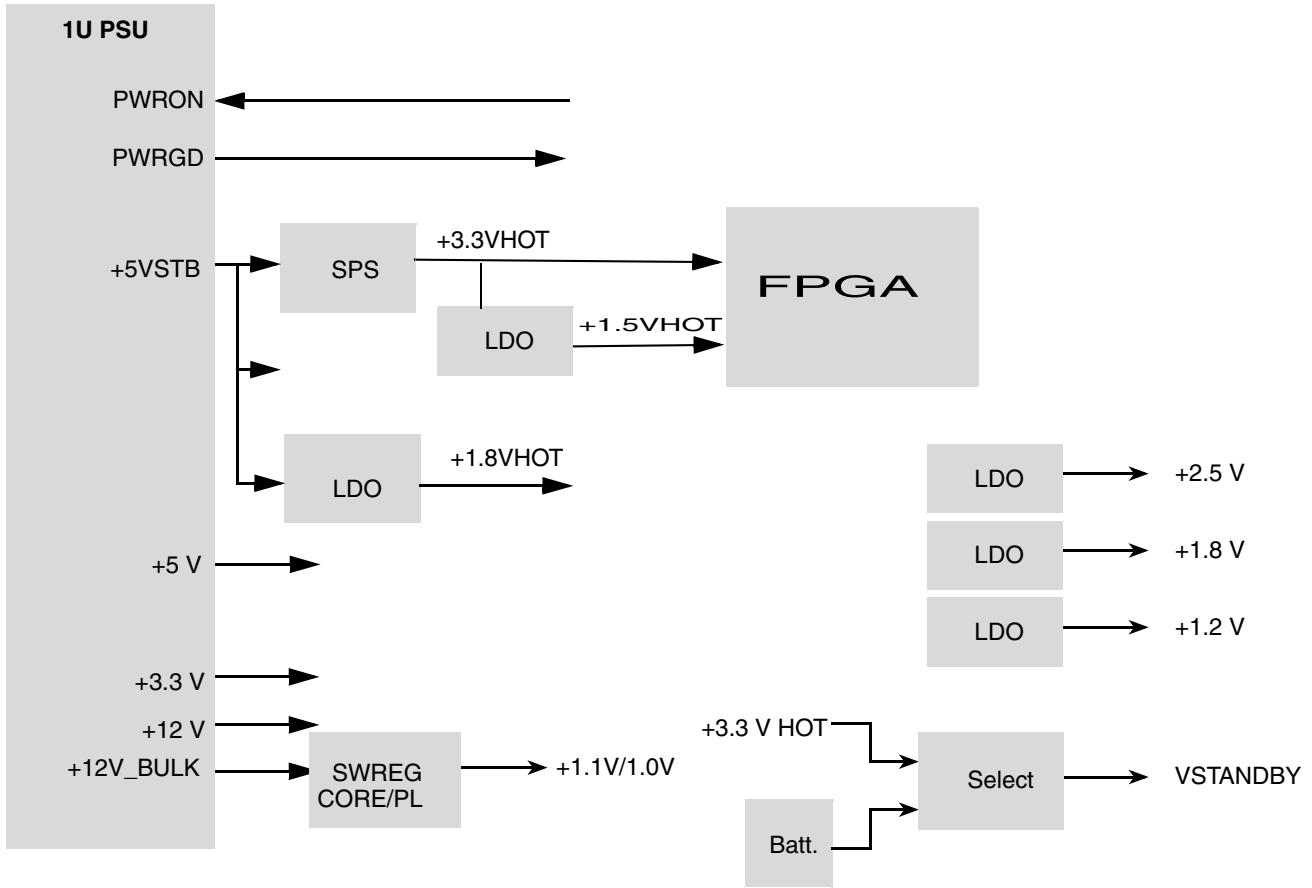 1U PSU
PWRON
PWRGD
+5VSTB
SPS
+3.3VHOT
FPGA
LDO
+1.5VHOT
LDO
+1.8VHOT
LDO
+2.5 V
LDO
+1.8 V
+5 V
LDO
+1.2 V
+3.3 V
+12 V
+12V_BULK
SWREG
CORE/PL
+1.1V/1.0V
+3.3 V HOT
Select
VSTANDBY
Batt.